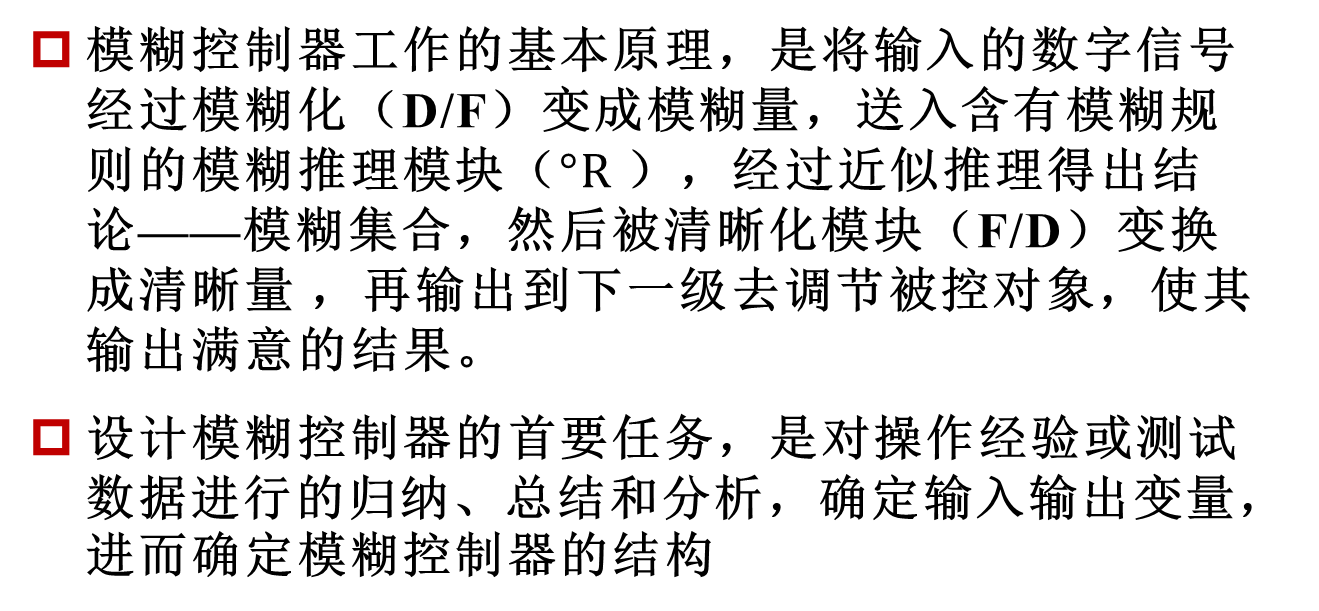 模糊控制器工作的基本原理，是将输入的数字信号
经过模糊化（D/F）变成模糊量，送入含有模糊规
则的模糊推理模块（°R ），经过近似推理得出结
论——模糊集合，然后被清晰化模块（F/D）变换
成清晰量 ，再输出到下一级去调节被控对象，使其
输出满意的结果。
设计模糊控制器的首要任务，是对操作经验或测试
数据进行的归纳、总结和分析，确定输入输出变量，
进而确定模糊控制器的结构